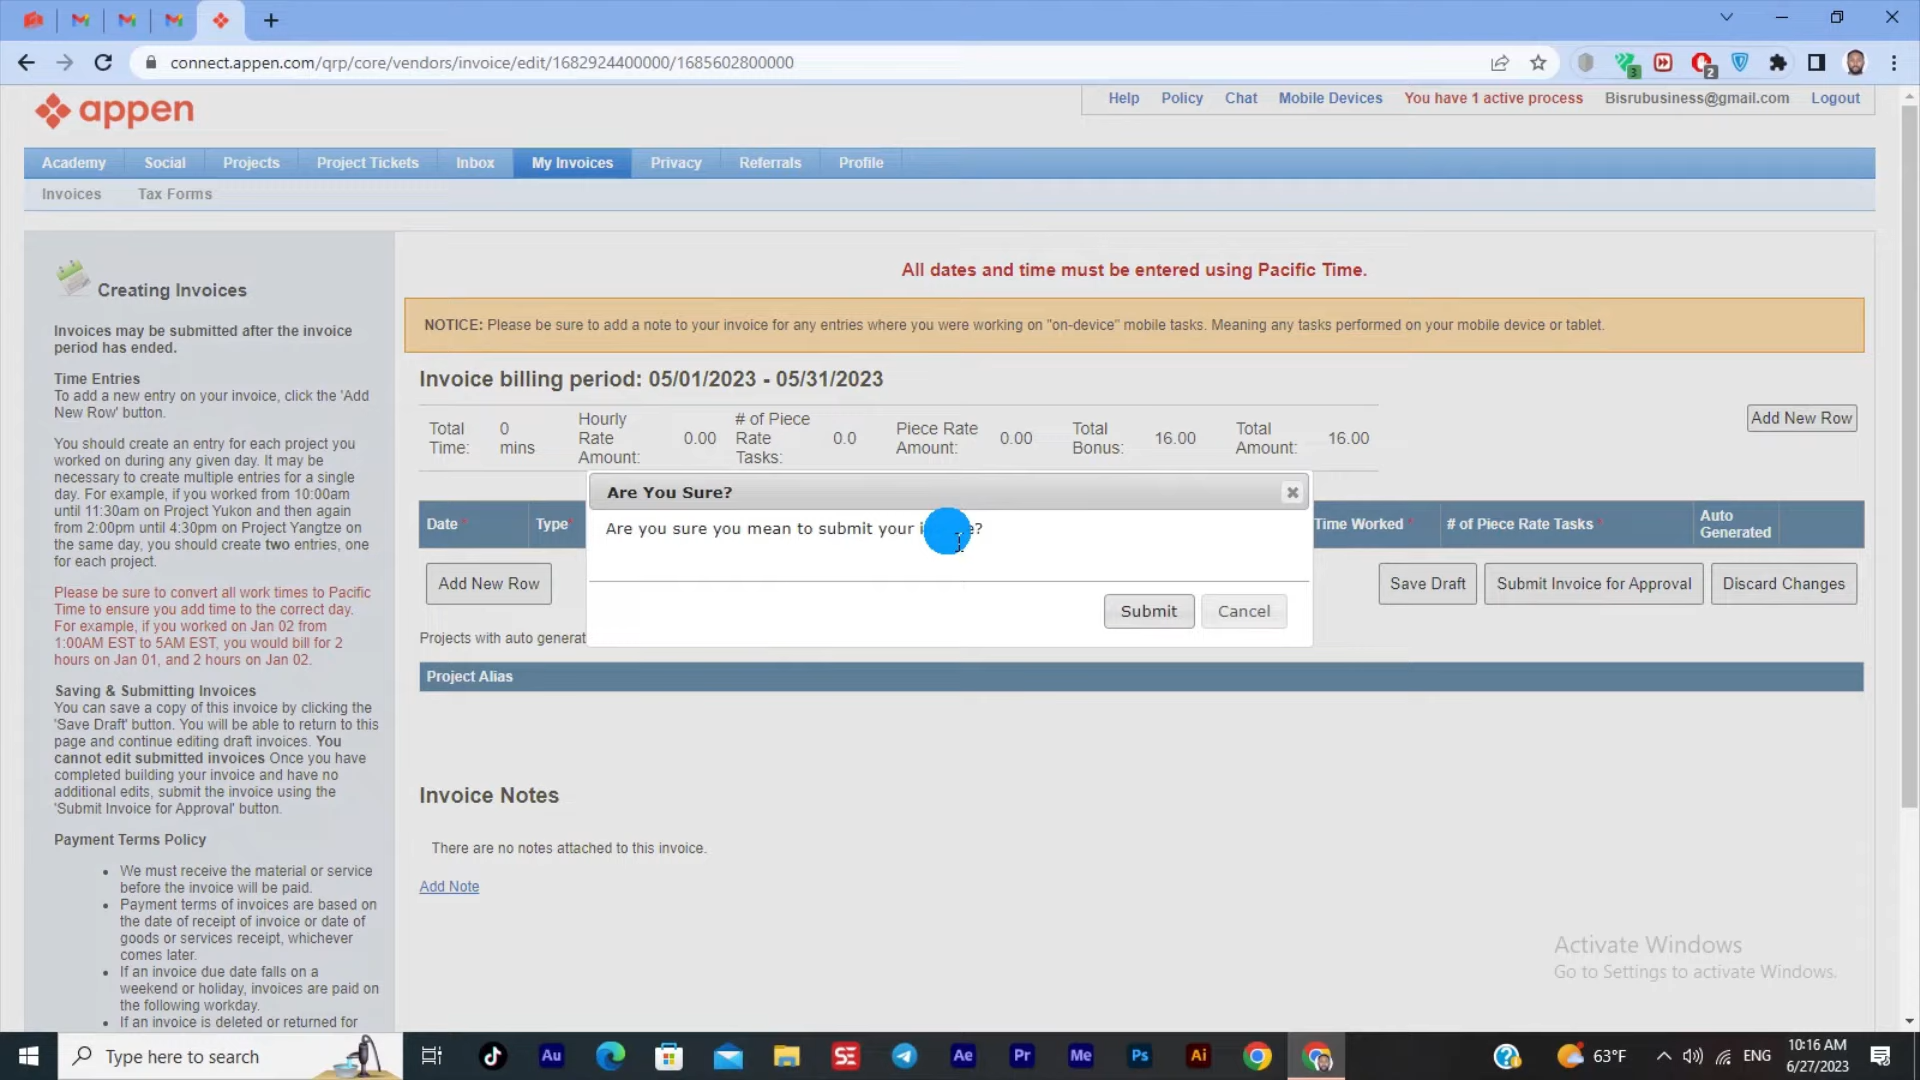 connect.appen.com/qrp/core/vendors/invoice/edit/1682924400000/1685602800000
3
2
appen
Help Policy Chat Mobile Devices You have 1 active process Bisrubusiness@gmail.com Logout
Academy Social Projects Project Tickets Inbox My Invoices Privacy Referrals Profile
Invoices Tax Forms
Creating Invoices
Invoices may be submitted after the invoice
period has ended.
Time Entries
To add a new entry on your invoice, click the 'Add
New Row' button.
You should create an entry for each project you
worked on during any given day. It may be
necessary to create multiple entries for a single
day. For example, if you worked from 10:00am
until 11:30am on Project Yukon and then again
from 2:00pm until 4:30pm on Project Yangtze on
the same day, you should create two entries, one
for each project.
Please be sure to convert all work times to Pacific
Time to ensure you add time to the correct day.
For example, if you worked on Jan 02 from
1:00AM EST to 5AM EST, you would bill for 2
hours on Jan 01, and 2 hours on Jan 02.
Saving & Submitting Invoices
You can save a copy of this invoice by clicking the
'Save Draft' button. You will be able to return to this
page and continue editing draft invoices. You
cannot edit submitted invoices Once you have
completed building your invoice and have no
additional edits, submit the invoice using the
'Submit Invoice for Approval' button.
Payment Terms Policy
• We must receive the material or service
before the invoice will be paid.
• Payment terms of invoices are based on
the date of receipt of invoice or date of
goods or services receipt, whichever
comes later.
• If an invoice due date falls on a
weekend or holiday, invoices are paid on
the following workday.
• If an invoice is deleted or returned for
All dates and time must be entered using Pacific Time.
NOTICE: Please be sure to add a note to your invoice for any entries where you were working on "on-device" mobile tasks. Meaning any tasks performed on your mobile device or tablet.
Invoice billing period: 05/01/2023 - 05/31/2023
Total Time: 0 mins Hourly Rate Amount: 0.00 # of Piece Rate Tasks: 0.0 Piece Rate Amount: 0.00 Total Bonus: 16.00 Total Amount: 16.00
Add New Row
Date * Type * Time Worked * # of Piece Rate Tasks * Auto Generated
Are You Sure?
Are you sure you mean to submit your
Submit Cancel
Add New Row Save Draft Submit Invoice for Approval Discard Changes
Projects with auto generat
Project Alias
Invoice Notes
There are no notes attached to this invoice.
Add Note
Activate Windows
Go to Settings to activate Windows.
Type here to search
Au SE Ae Pr Me Ps Ai
63°F ENG
10:16 AM
6/27/2023